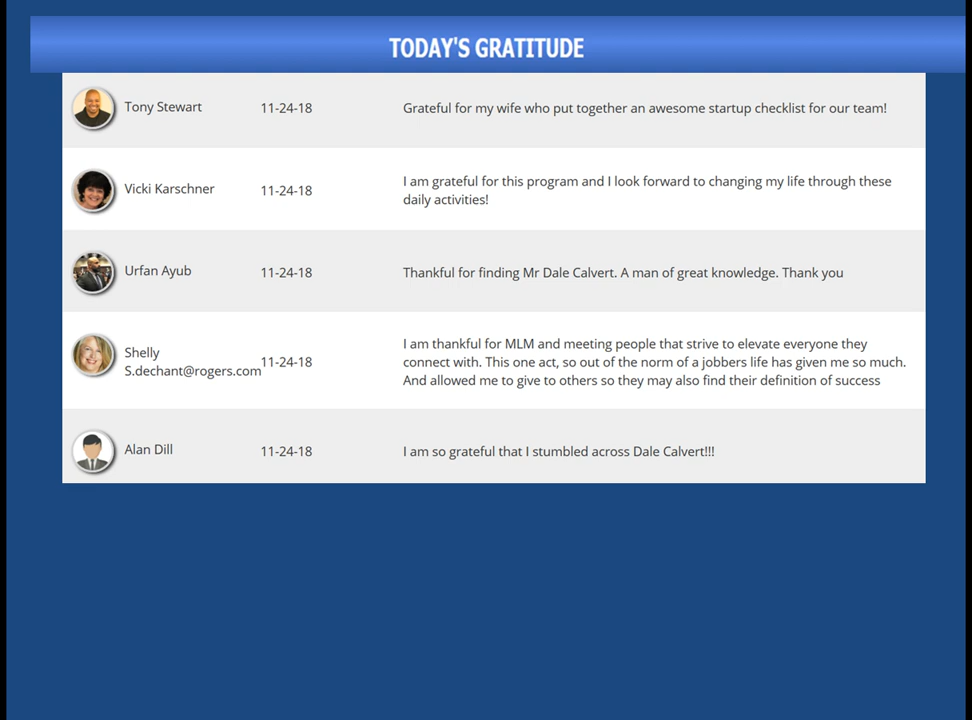 TODAY'S GRATITUDE
Tony Stewart 11-24-18 Grateful for my wife who put together an awesome startup checklist for our team!
Vicki Karschner 11-24-18 I am grateful for this program and I look forward to changing my life through these
daily activities!
Urfan Ayub 11-24-18 Thankful for finding Mr Dale Calvert. A man of great knowledge. Thank you
Shelly
S.dechant@rogers.com 11-24-18
I am thankful for MLM and meeting people that strive to elevate everyone they
connect with. This one act, so out of the norm of a jobbers life has given me so much.
And allowed me to give to others so they may also find their definition of success
Alan Dill 11-24-18 I am so grateful that I stumbled across Dale Calvert!!!